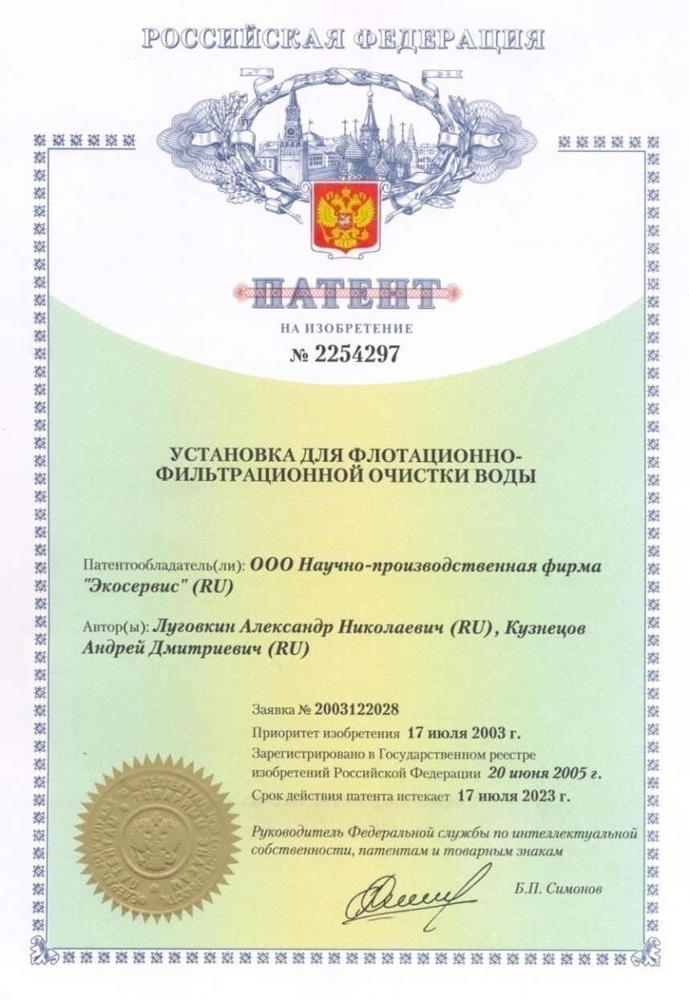 РОССИЙСКАЯ ФЕДЕРАЦИЯ
ПАТЕНТ
НА ИЗОБРЕТЕНИЕ
№ 2254297
УСТАНОВКА ДЛЯ ФЛОТАЦИОННО-
ФИЛЬТРАЦИОННОЙ ОЧИСТКИ ВОДЫ
Патентообладатель(ли): ООО Научно-производственная фирма
"Экосервис" (RU)
Автор(ы): Луговкин Александр Николаевич (RU), Кузнецов
Андрей Дмитриевич (RU)
Заявка № 2003122028
Приоритет изобретения 17 июля 2003 г.
Зарегистрировано в Государственном реестре
изобретений Российской Федерации 20 июня 2005 г.
Срок действия патента истекает 17 июля 2023 г.
Руководитель Федеральной службы по интеллектуальной
собственности, патентам и товарным знакам
Б.П. Симонов